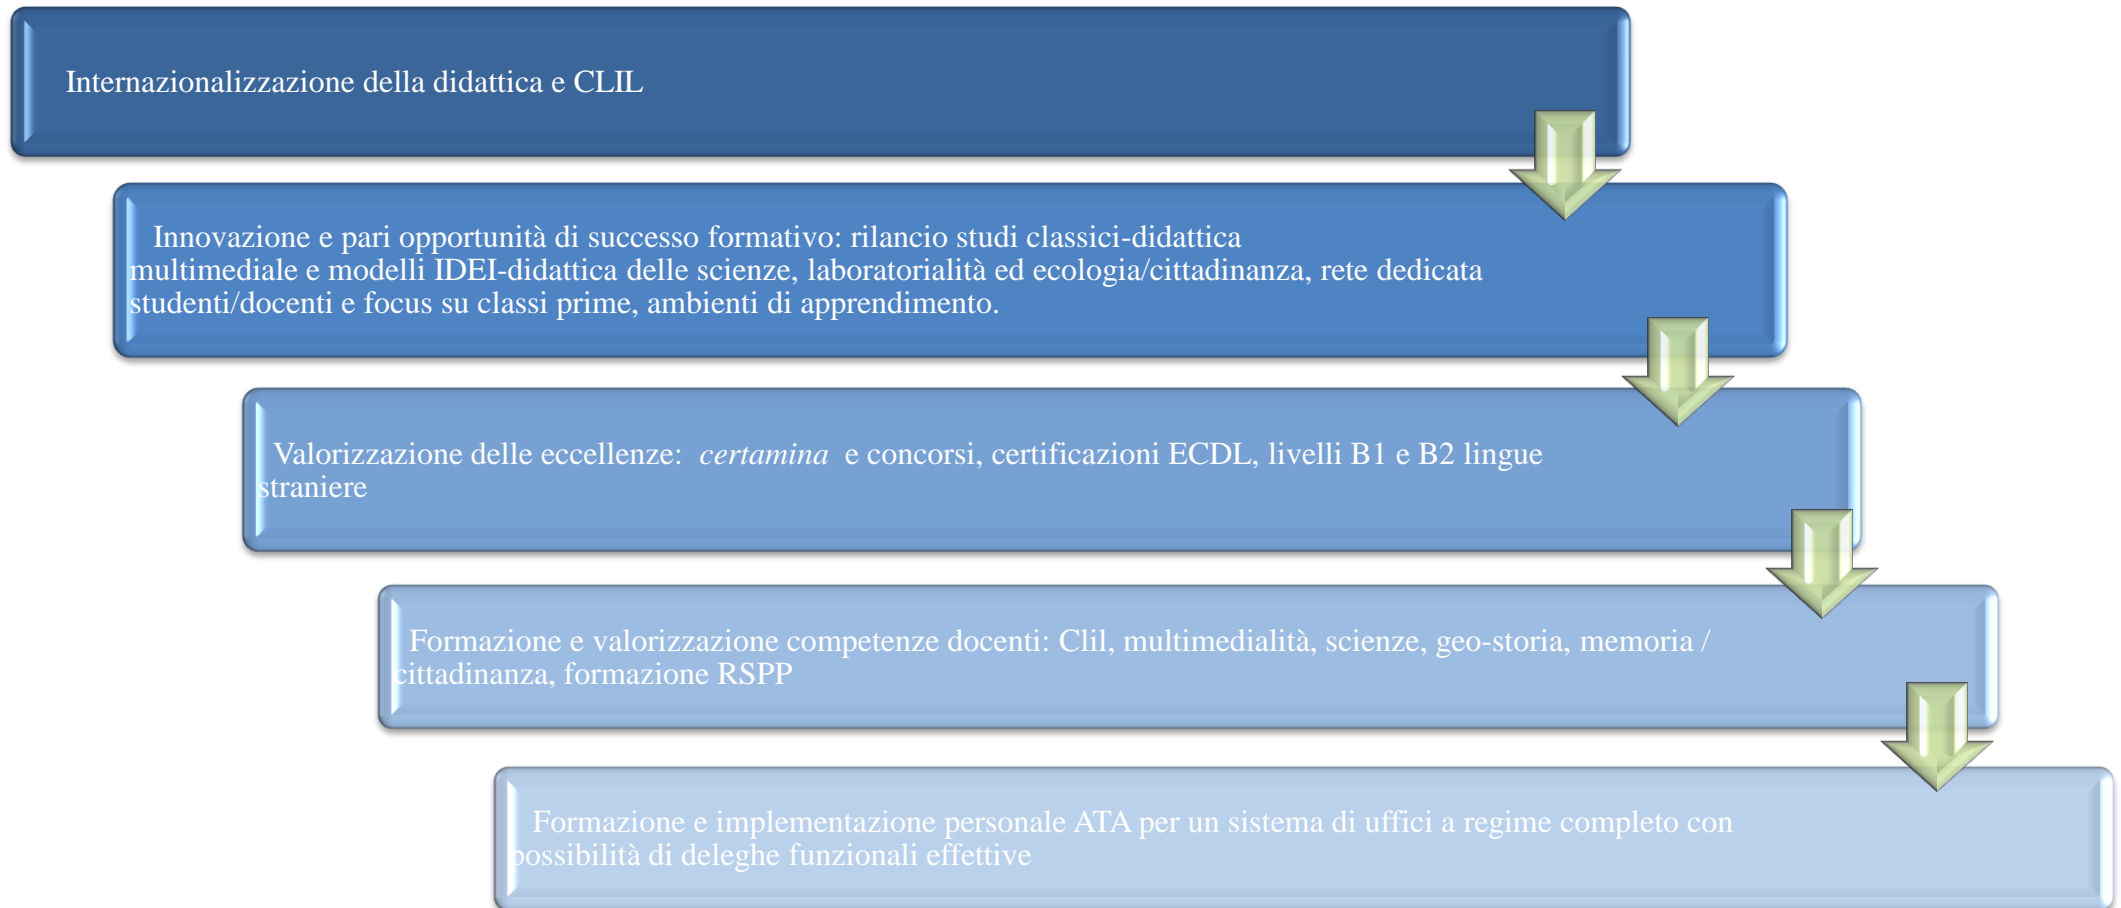 Internazionalizzazione della didattica e CLIL
Innovazione e pari opportunità di successo formativo: rilancio studi classici-didattica
multimediale e modelli IDEI-didattica delle scienze, laboratorialità ed ecologia/cittadinanza, rete dedicata
studenti/docenti e focus su classi prime, ambienti di apprendimento.
Valorizzazione delle eccellenze: certamina e concorsi, certificazioni ECDL, livelli B1 e B2 lingue
straniere
Formazione e valorizzazione competenze docenti: Clil, multimedialità, scienze, geo-storia, memoria /
cittadinanza, formazione RSPP
Formazione e implementazione personale ATA per un sistema di uffici a regime completo con
possibilità di deleghe funzionali effettive